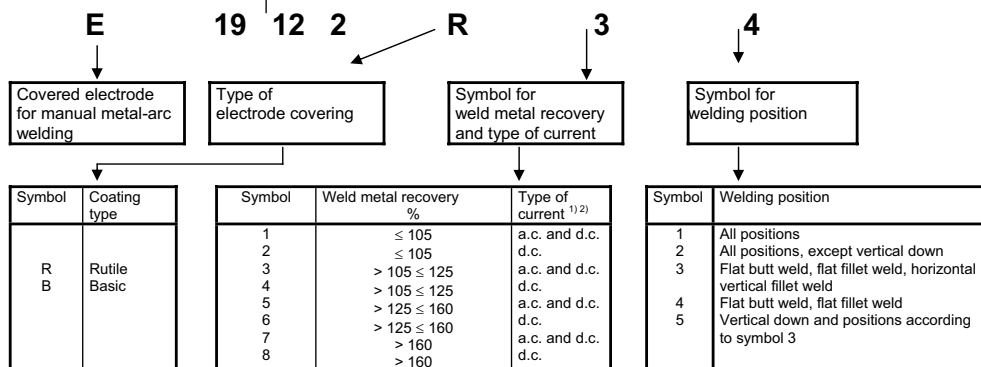 E 19 12 2 R 3 4
Covered electrode
for manual metal-arc
welding
Type of
electrode covering
Symbol for
weld metal recovery
and type of current
Symbol for
welding position
Symbol Coating
type
R Rutile
B Basic
Symbol Weld metal recovery Type of
% current 1) 2)
1 ≤ 105 a.c. and d.c.
2 ≤ 105 d.c.
3 > 105 ≤ 125 a.c. and d.c.
4 > 105 ≤ 125 d.c.
5 > 125 ≤ 160 a.c. and d.c.
6 > 125 ≤ 160 d.c.
7 > 160 a.c. and d.c.
8 > 160 d.c.
Symbol Welding position
1 All positions
2 All positions, except vertical down
3 Flat butt weld, flat fillet weld, horizontal
vertical fillet weld
4 Flat butt weld, flat fillet weld
5 Vertical down and positions according
to symbol 3